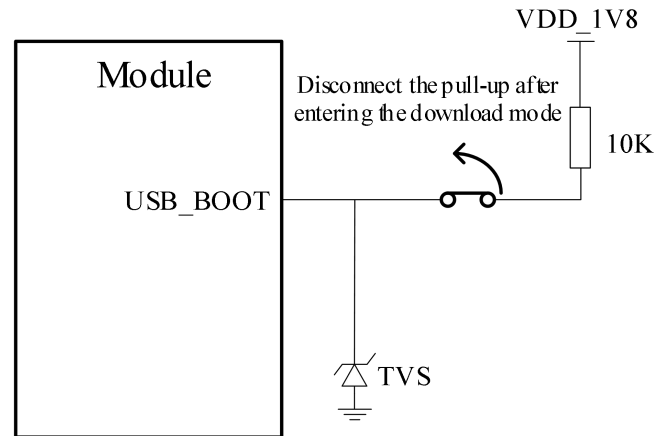 VDD_1V8
Module
Disconnect the pull-up after
entering the download mode
10K
USB_BOOT
TVS